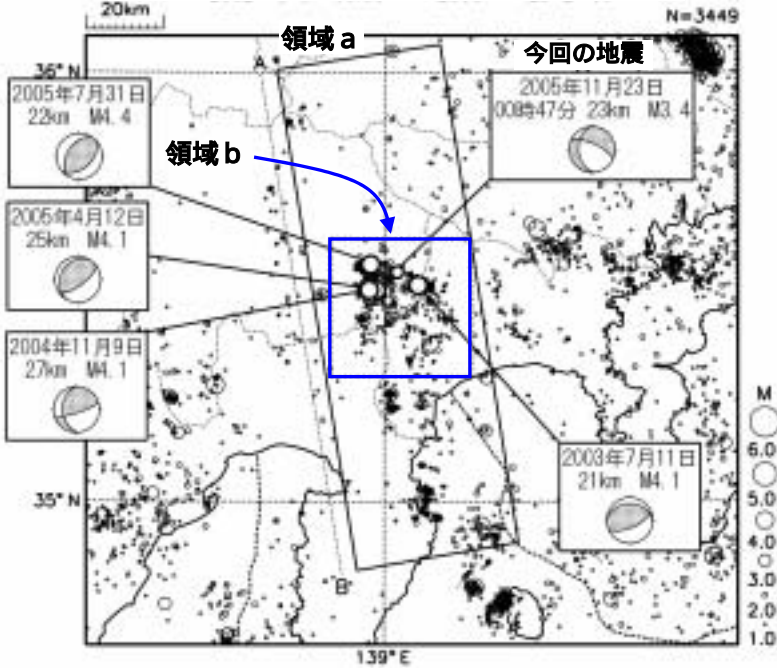 20km
N=3449
領域a
今回の地震
A
36°N
2005年7月31日
22km M4.4
2005年11月23日
00時47分 23km M3.4
領域b
2005年4月12日
25km M4.1
2004年11月9日
27km M4.1
M
6.0
5.0
4.0
3.0
2.0
1.0
2003年7月11日
21km M4.1
35°N
B
139°E